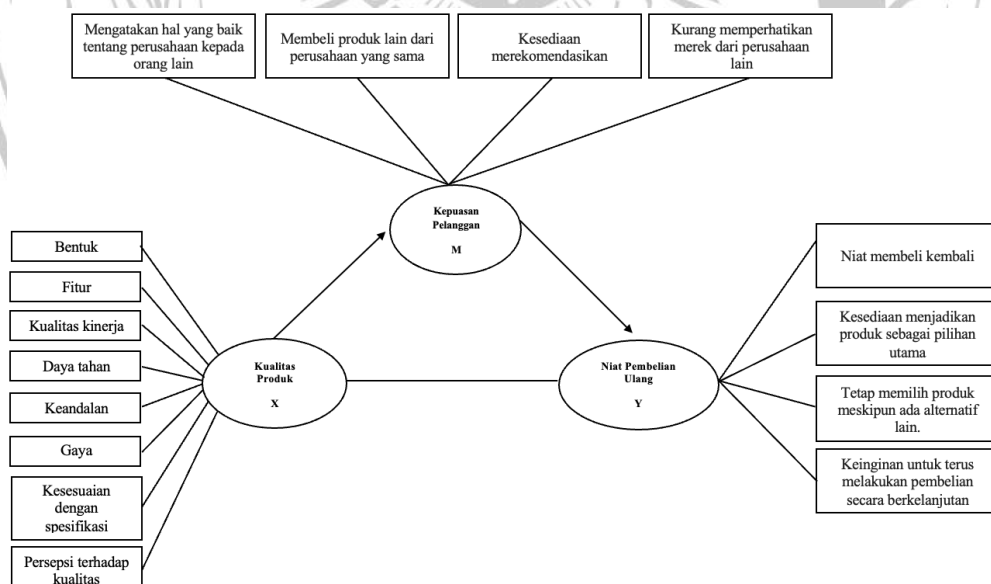 Mengatakan hal yang baik
tentang perusahaan kepada
orang lain
Membeli produk lain dari
perusahaan yang sama
Kesediaan
merekomendasikan
Kurang memperhatikan
merek dari perusahaan
lain
Kepuasan
Pelanggan
M
Bentuk
Fitur
Kualitas kinerja
Daya tahan
Keandalan
Gaya
Kesesuaian
dengan
spesifikasi
Persepsi terhadap
kualitas
Kualitas
Produk
X
Niat Pembelian
Ulang
Y
Niat membeli kembali
Kesediaan menjadikan
produk sebagai pilihan
utama
Tetap memilih produk
meskipun ada alternatif
lain.
Keinginan untuk terus
melakukan pembelian
secara berkelanjutan